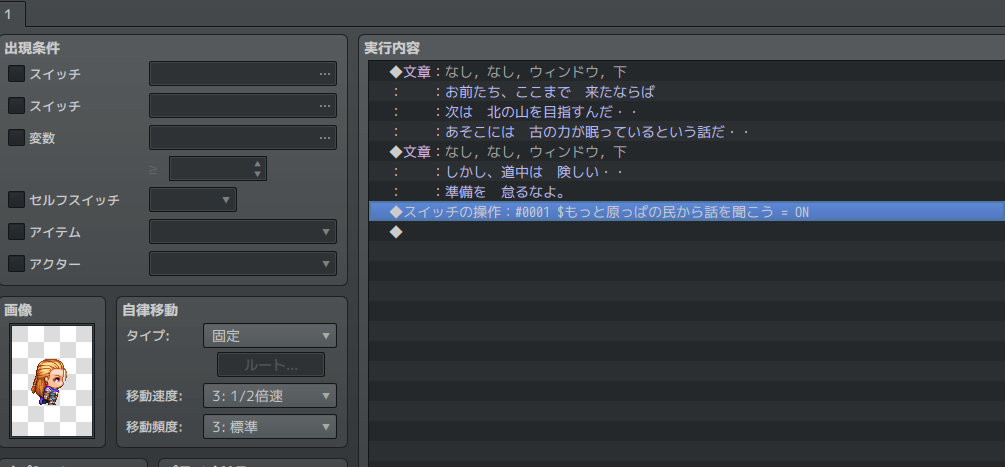 1
出現条件
スイッチ
スイッチ
変数
≥
セルフスイッチ
アイテム
アクター
画像
自律移動
タイプ: 固定
ルート...
移動速度: 3: 1/2倍速
移動頻度: 3: 標準
実行内容
◆文章：なし, なし, ウィンドウ, 下
：　　：お前たち、ここまで　来たならば
：　　：次は　北の山を目指すんだ・・
：　　：あそこには　古の力が眠っているという話だ・・
◆文章：なし, なし, ウィンドウ, 下
：　　：しかし、道中は　険しい・・
：　　：準備を　怠るなよ。
◆スイッチの操作：#0001 $もっと原っぱの民から話を聞こう = ON
◆